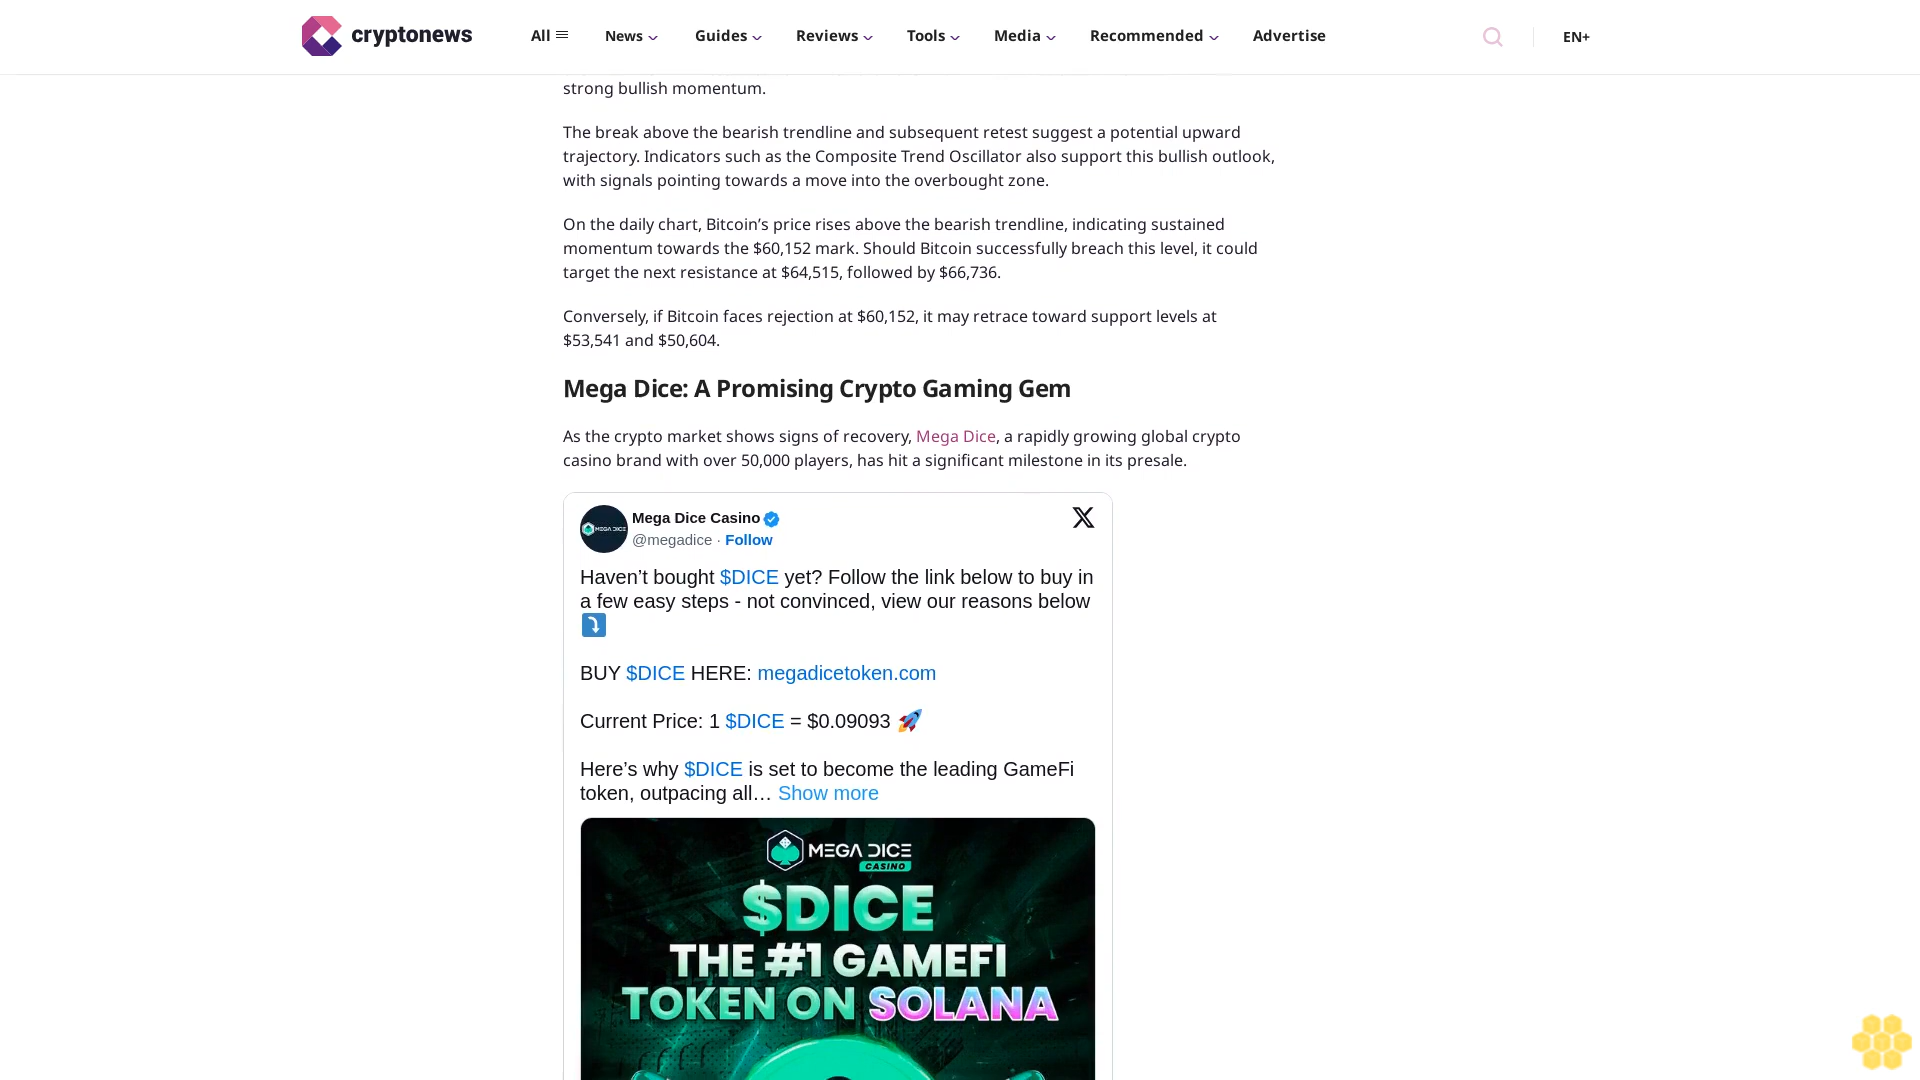 cryptonews
All
News
Guides
Reviews
Tools
Media
Recommended
Advertise
EN+
strong bullish momentum.
The break above the bearish trendline and subsequent retest suggest a potential upward
trajectory. Indicators such as the Composite Trend Oscillator also support this bullish outlook,
with signals pointing towards a move into the overbought zone.
On the daily chart, Bitcoin’s price rises above the bearish trendline, indicating sustained
momentum towards the $60,152 mark. Should Bitcoin successfully breach this level, it could
target the next resistance at $64,515, followed by $66,736.
Conversely, if Bitcoin faces rejection at $60,152, it may retrace toward support levels at
$53,541 and $50,604.
Mega Dice: A Promising Crypto Gaming Gem
As the crypto market shows signs of recovery, Mega Dice, a rapidly growing global crypto
casino brand with over 50,000 players, has hit a significant milestone in its presale.
MEGA DICE
Mega Dice Casino
@megadice · Follow
Haven’t bought $DICE yet? Follow the link below to buy in
a few easy steps - not convinced, view our reasons below
⤵️
BUY $DICE HERE: megadicetoken.com
Current Price: 1 $DICE = $0.09093 🚀
Here’s why $DICE is set to become the leading GameFi
token, outpacing all… Show more
MEGA DICE
CASINO
$DICE
THE #1 GAMEFI
TOKEN ON SOLANA